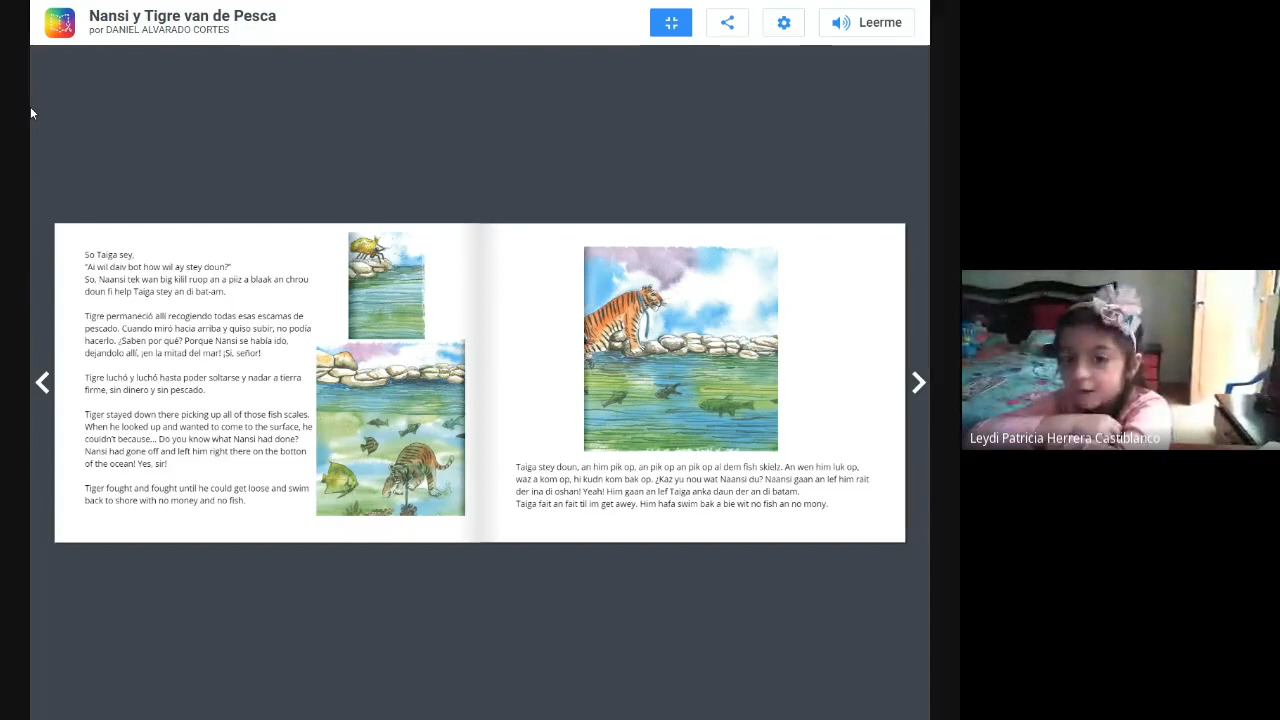 Nansi y Tigre van de Pesca
por DANIEL ALVARADO CORTES
Leerme
So Taiga sey,
"Ai wil daiv bot how wil ay stey doun?"
So, Naansi tek wan big kilil ruop an a piiz a blaak an chrou
doun fi help Taiga stey an di bat-am.
Tigre permaneció allí recogiendo todas esas escamas de
pescado. Cuando miró hacia arriba y quiso subir, no podía
hacerlo. ¿Saben por qué? Porque Nansi se había ido,
dejandolo allí, ¡en la mitad del mar! ¡Si, señor!
Tigre luchó y luchó hasta poder soltarse y nadar a tierra
firme, sin dinero y sin pescado.
Tiger stayed down there picking up all of those fish scales.
When he looked up and wanted to come to the surface, he
couldn't because... Do you know what Nansi had done?
Nansi had gone off and left him right there on the botton
of the ocean! Yes, sir!
Tiger fought and fought until he could get loose and swim
back to shore with no money and no fish.
Taiga stey doun, an him pik op, an pik op an pik op al dem fish skielz. An wen him luk op,
waz a kom op, hi kudn kom bak op. ¿Kaz yu nou wat Naansi du? Naansi gaan an lef him rait
der ina di oshan! Yeah! Him gaan an lef Taiga anka daun der an di batam.
Taiga fait an fait til im get awey. Him hafa swim bak a bie wit no fish an no mony.
Leydi Patricia Herrera Castiblanco